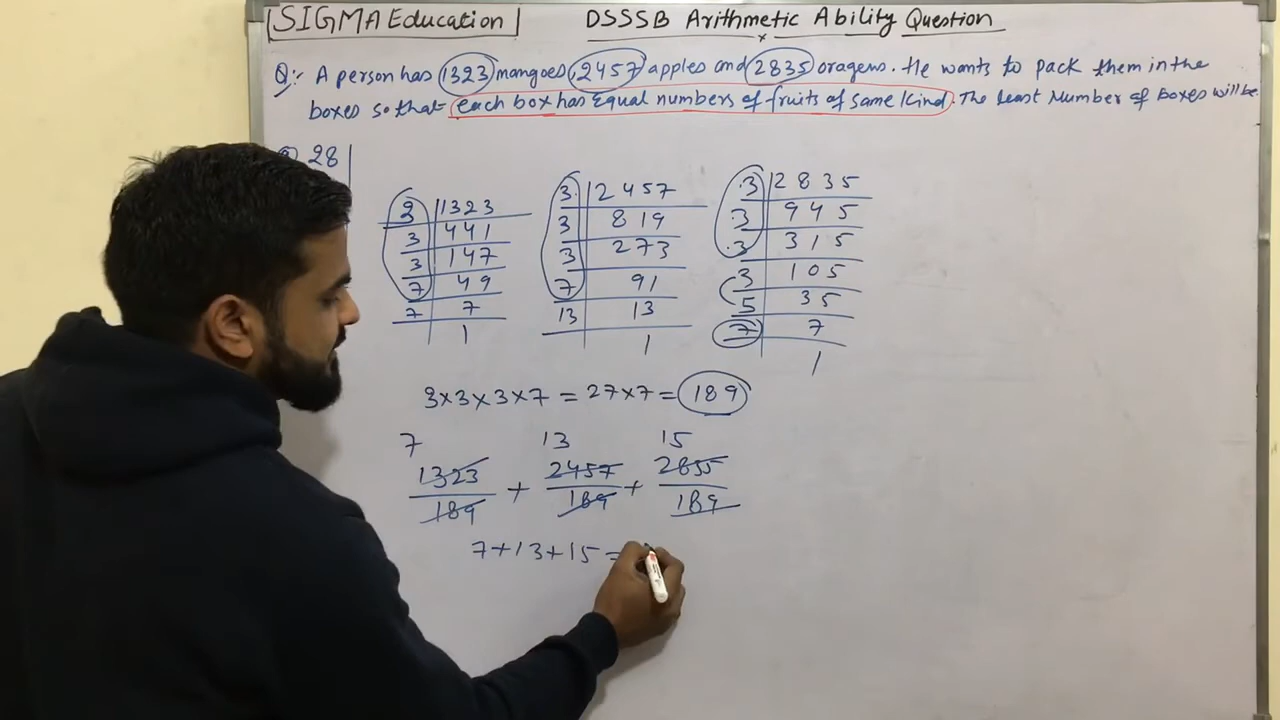 SIGMA Education
DSSSB Arithmetic Ability Question
Q:- A person has 1323 mangoes, 2457 apples and 2835 oragens. He wants to pack them in the
boxes so that each box has Equal numbers of fruits of same kind. The least Number of boxes will be
28
3 | 1323
3 | 441
3 | 147
7 | 49
7 | 7
1
3 | 2457
3 | 819
3 | 273
7 | 91
13 | 13
1
3 | 2835
3 | 945
3 | 315
3 | 105
5 | 35
7 | 7
1
3×3×3×7 = 27×7 = 189
7 13 15
1323 + 2457 + 2835
189 189 189
7+13+15 =